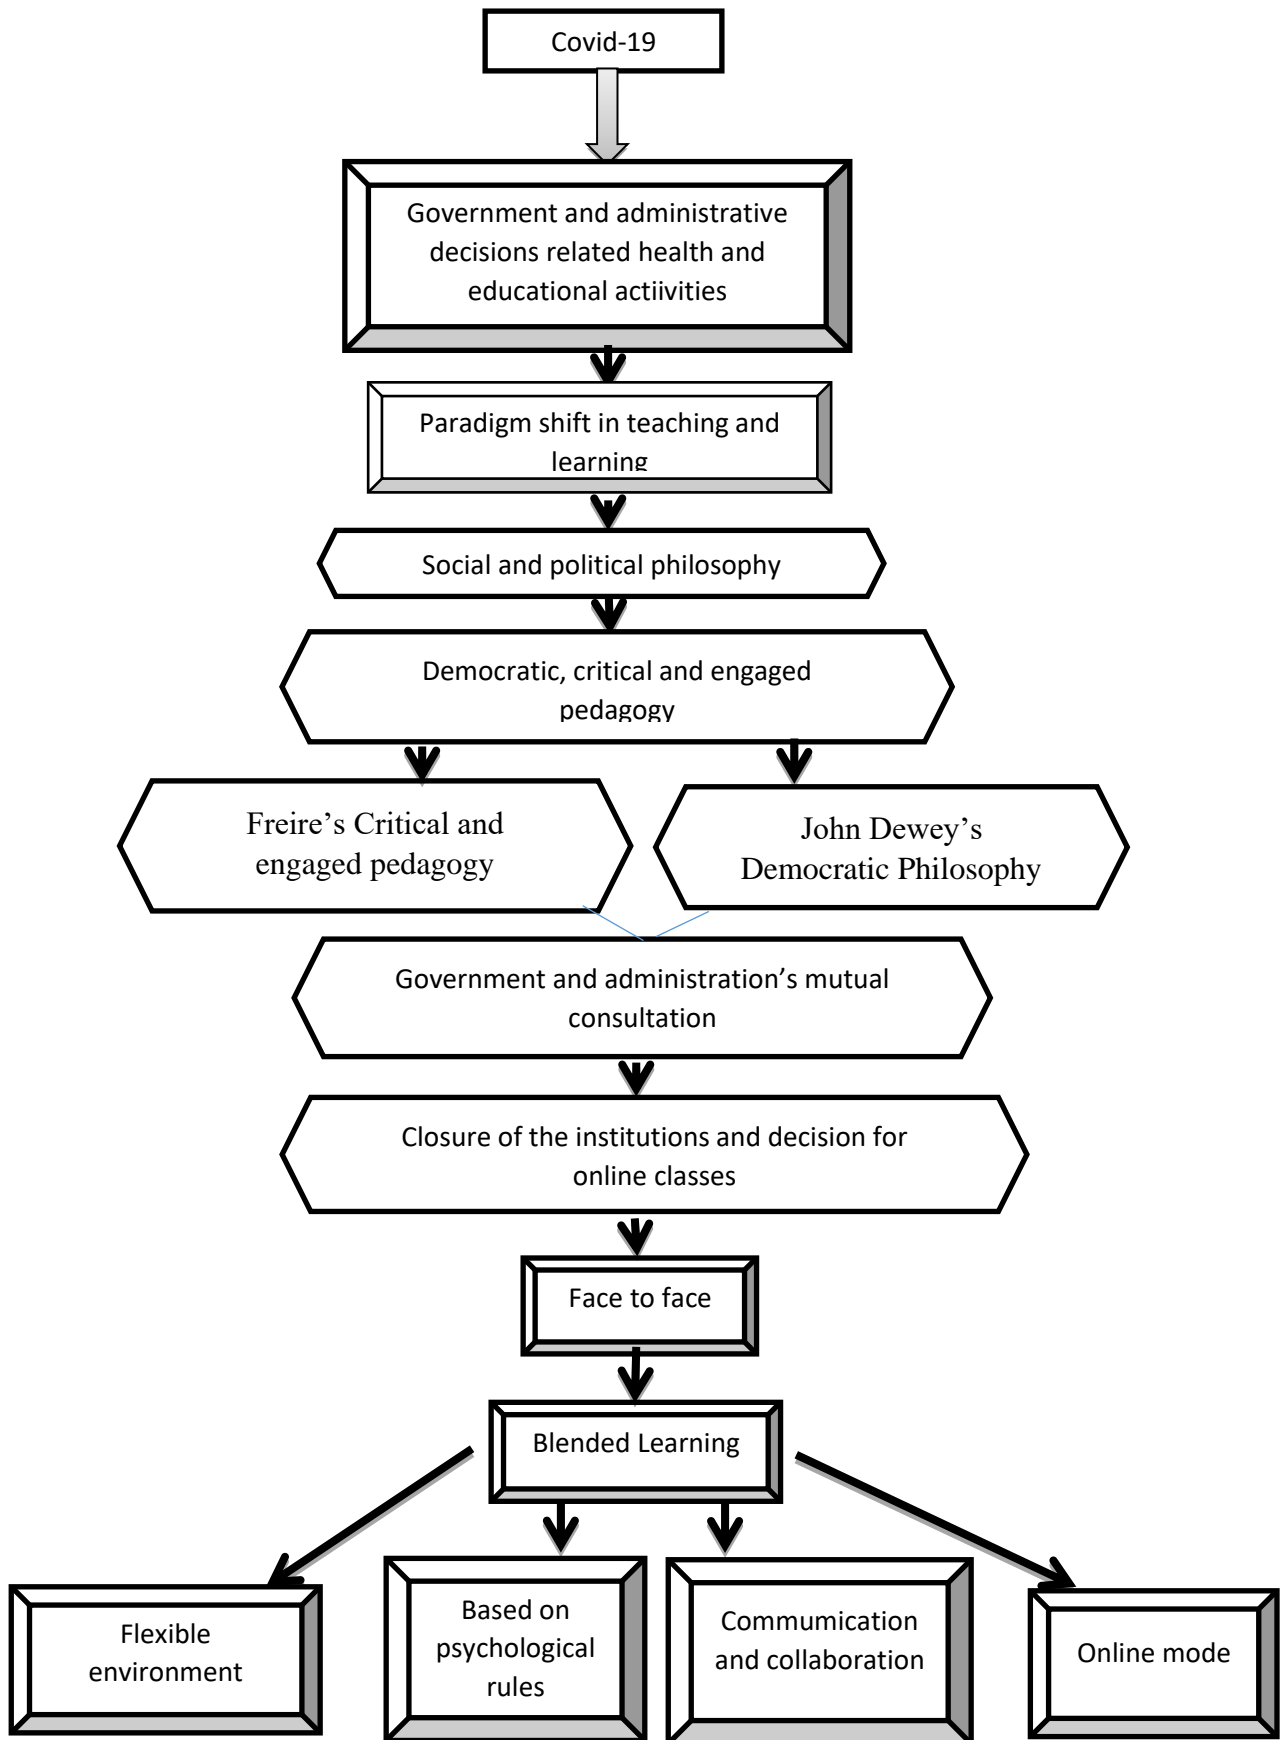 Covid-19
Government and administrative
decisions related health and
educational actiivities
Paradigm shift in teaching and
learning
Social and political philosophy
Democratic, critical and engaged
pedagogy
Freire’s Critical and
engaged pedagogy
John Dewey’s
Democratic Philosophy
Government and administration’s mutual
consultation
Closure of the institutions and decision for
online classes
Face to face
Blended Learning
Flexible
environment
Based on
psychological
rules
Commumication
and collaboration
Online mode